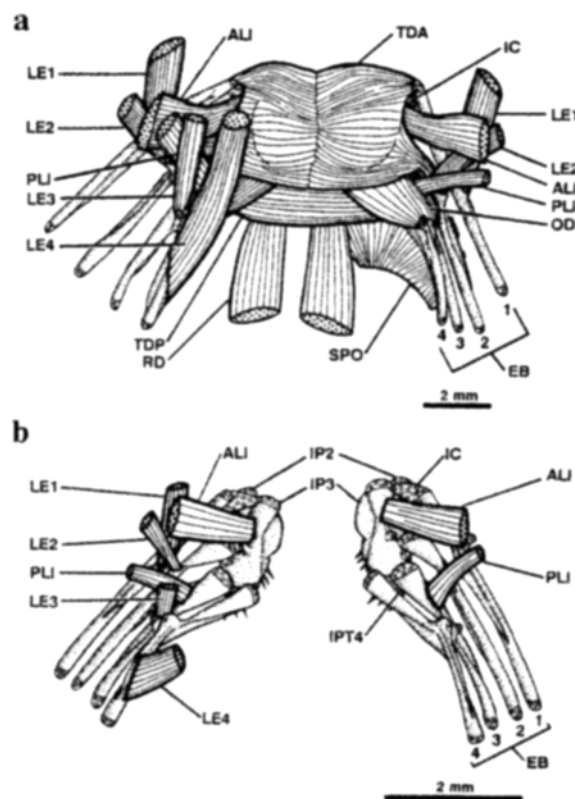 a
ALI
TDA
IC
LE1
LE1
LE2
LE2
PLI
ALI
LE3
PLI
LE4
OD
TDP
RD
SPO
4 3 2 1
EB
2 mm
b
ALI
IP2
IC
LE1
IP3
ALI
LE2
PLI
PLI
LE3
IPT4
LE4
4 3 2 1
EB
2 mm